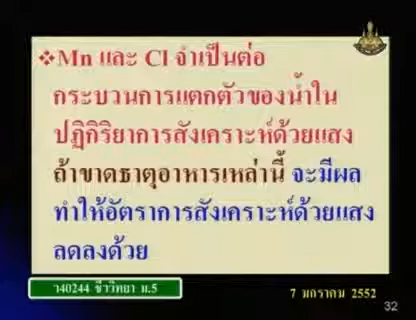 ❖Mn และ Cl จำเป็นต่อ
กระบวนการแตกตัวของน้ำใน
ปฏิกิริยาการสังเคราะห์ด้วยแสง
ถ้าขาดธาตุอาหารเหล่านี้ จะมีผล
ทำให้อัตราการสังเคราะห์ด้วยแสง
ลดลงด้วย
ว40244 ชีววิทยา ม.5
7 มกราคม 2552
32